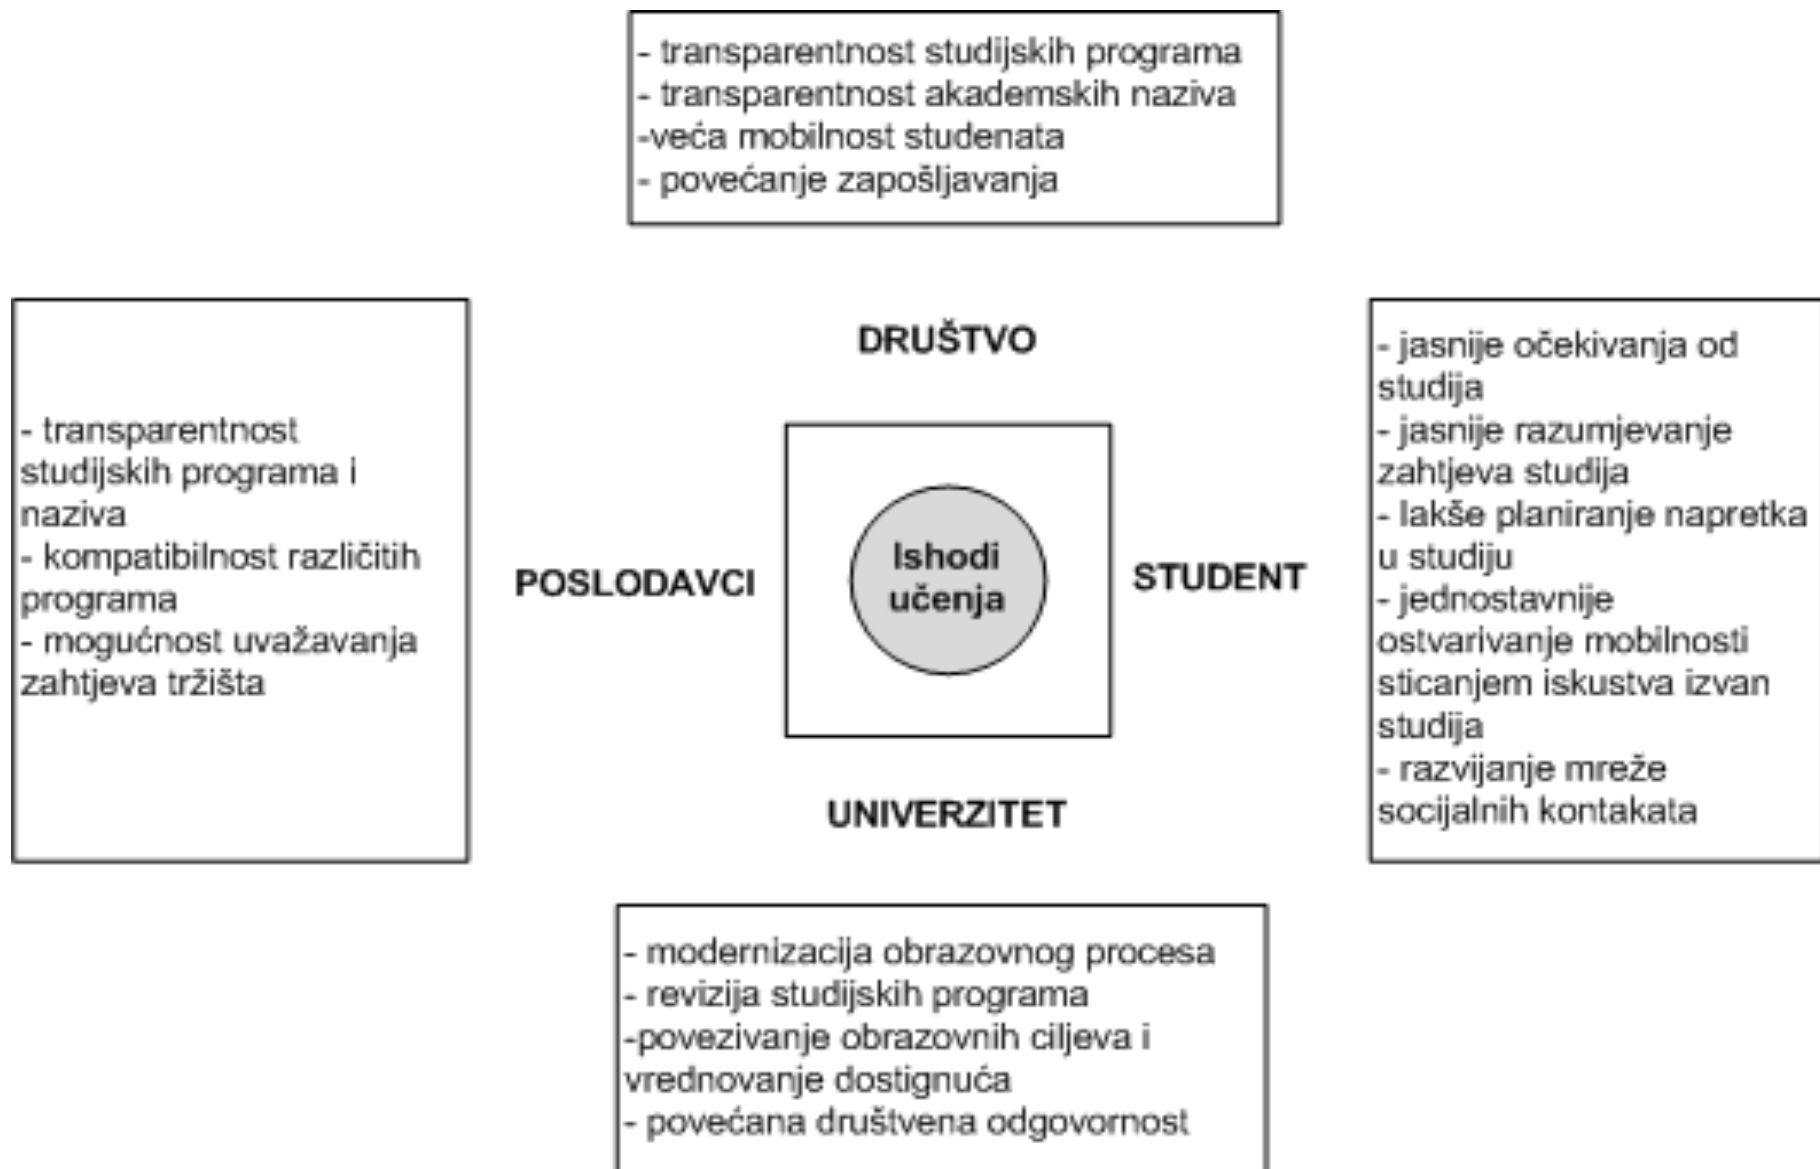 - transparentnost studijskih programa
- transparentnost akademskih naziva
-veća mobilnost studenata
- povećanje zapošljavanja
DRUŠTVO
- transparentnost
studijskih programa i
naziva
- kompatibilnost različitih
programa
- mogućnost uvažavanja
zahtjeva tržišta
POSLODAVCI
Ishodi
učenja
STUDENT
- jasnije očekivanja od
studija
- jasnije razumjevanje
zahtjeva studija
- lakše planiranje napretka
u studiju
- jednostavnije
ostvarivanje mobilnosti
sticanjem iskustva izvan
studija
- razvijanje mreže
socijalnih kontakata
UNIVERZITET
- modernizacija obrazovnog procesa
- revizija studijskih programa
-povezivanje obrazovnih ciljeva i
vrednovanje dostignuća
- povećana društvena odgovornost